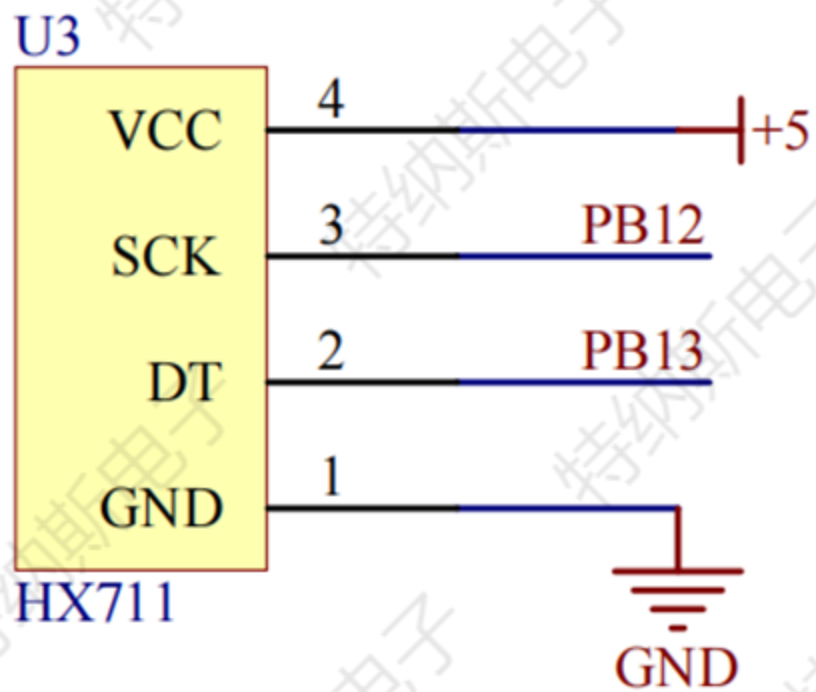 U3
VCC 4 +5
SCK 3 PB12
DT 2 PB13
GND 1
HX711
GND
特纳斯电子
特纳斯电子
特纳斯电子